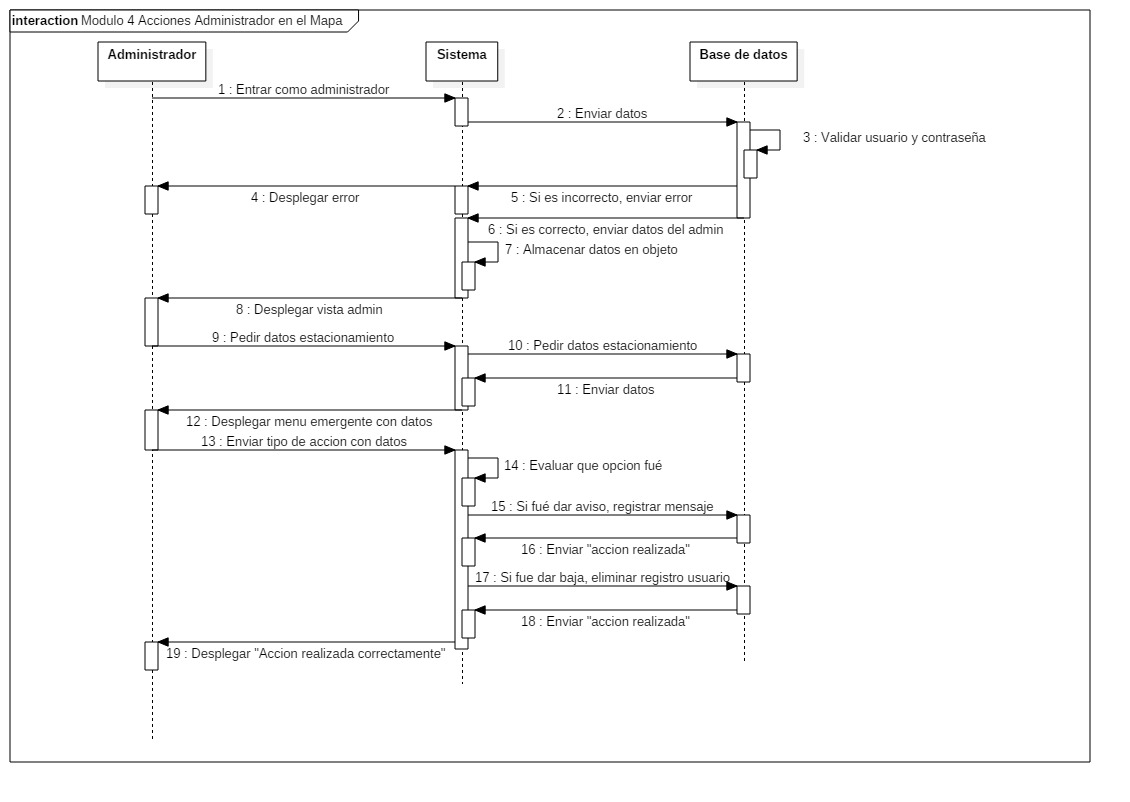 interaction Modulo 4 Acciones Administrador en el Mapa
Administrador
Sistema
Base de datos
1 : Entrar como administrador
2 : Enviar datos
3 : Validar usuario y contraseña
4 : Desplegar error
5 : Si es incorrecto, enviar error
6 : Si es correcto, enviar datos del admin
7 : Almacenar datos en objeto
8 : Desplegar vista admin
9 : Pedir datos estacionamiento
10 : Pedir datos estacionamiento
11 : Enviar datos
12 : Desplegar menu emergente con datos
13 : Enviar tipo de accion con datos
14 : Evaluar que opcion fué
15 : Si fué dar aviso, registrar mensaje
16 : Enviar "accion realizada"
17 : Si fue dar baja, eliminar registro usuario
18 : Enviar "accion realizada"
19 : Desplegar "Accion realizada correctamente"